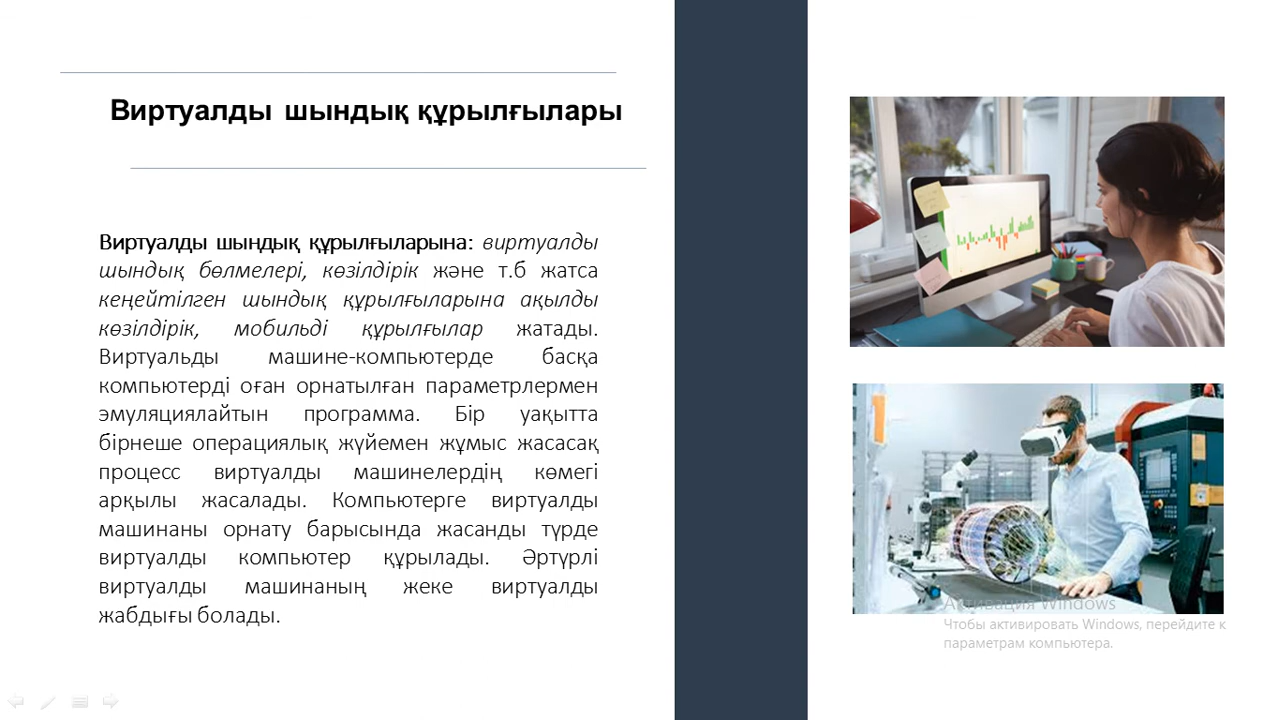 Виртуалды шындық құрылғылары
Виртуалды шындық құрылғыларына: виртуалды
шындық бөлмелері, көзілдірік және т.б жатса
кеңейтілген шындық құрылғыларына ақылды
көзілдірік, мобильді құрылғылар жатады.
Виртуальды машине-компьютерде басқа
компьютерді оған орнатылған параметрлермен
эмуляциялайтын программа. Бір уақытта
бірнеше операциялық жүйемен жұмыс жасасақ
процесс виртуалды машинелердің көмегі
арқылы жасалады. Компьютерге виртуалды
машинаны орнату барысында жасанды түрде
виртуалды компьютер құрылады. Әртүрлі
виртуалды машинаның жеке виртуалды
жабдығы болады.
Активация Windows
Чтобы активировать Windows, перейдите к
параметрам компьютера.